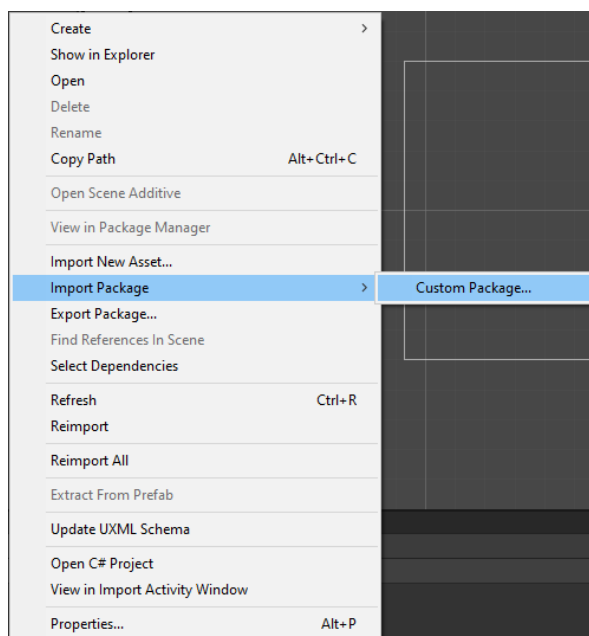 Create >
Show in Explorer
Open
Delete
Rename
Copy Path Alt+Ctrl+C
Open Scene Additive
View in Package Manager
Import New Asset...
Import Package > Custom Package...
Export Package...
Find References In Scene
Select Dependencies
Refresh Ctrl+R
Reimport
Reimport All
Extract From Prefab
Update UXML Schema
Open C# Project
View in Import Activity Window
Properties... Alt+P